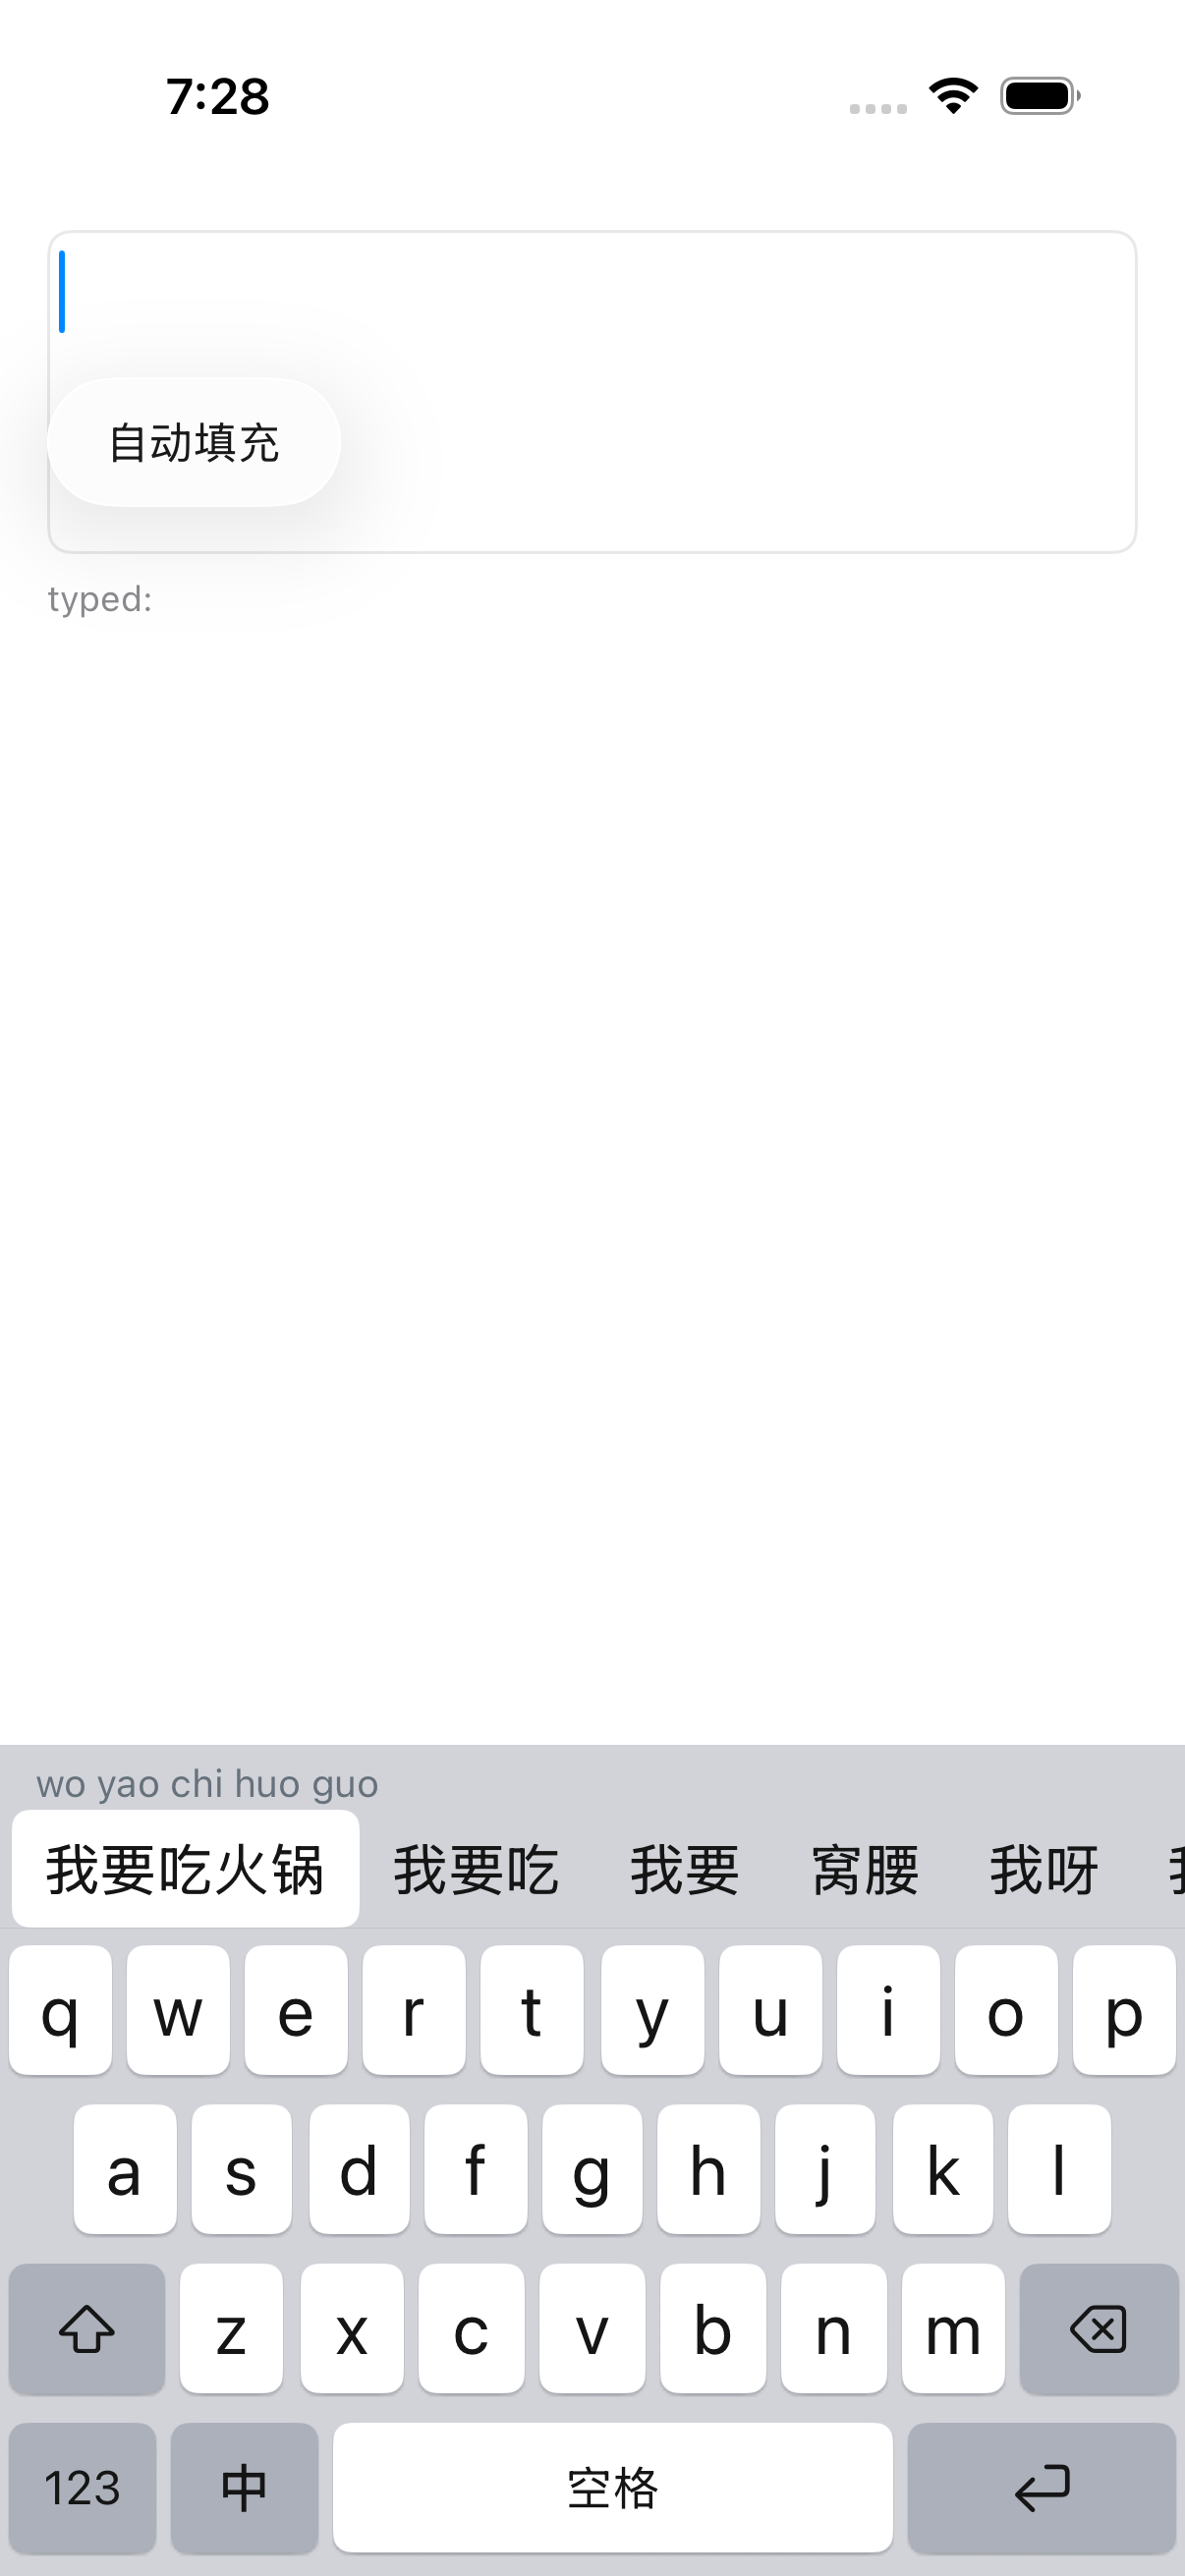 7:28
自动填充
typed:
wo yao chi huo guo
我要吃火锅 我要吃 我要 窝腰 我呀
q w e r t y u i o p
a s d f g h j k l
z x c v b n m
123 中 空格